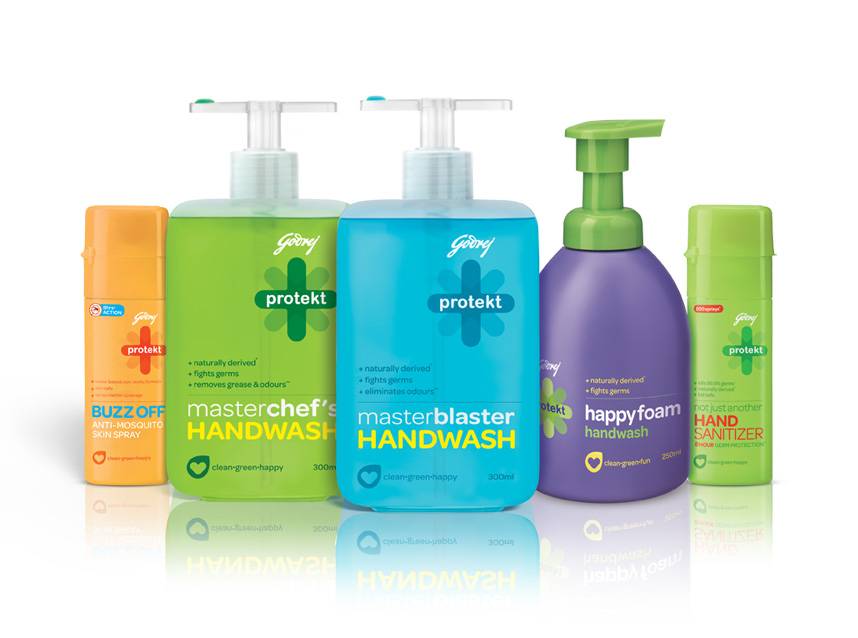 Godrej
protekt
BUZZ OFF
ANTI-MOSQUITO
SKIN SPRAY
clean•green•happy
Godrej
protekt
+ naturally derived*
+ fights germs
+ removes grease & odours™
masterchef's
HANDWASH
clean•green•happy
300ml
Godrej
protekt
+ naturally derived*
+ fights germs
+ eliminates odours™
masterblaster
HANDWASH
clean•green•happy
300ml
Godrej
+ naturally derived*
+ fights germs
happyfoam
handwash
clean•green•fun
250ml
Godrej
protekt
not just another
HAND
SANITIZER
clean•green•happy